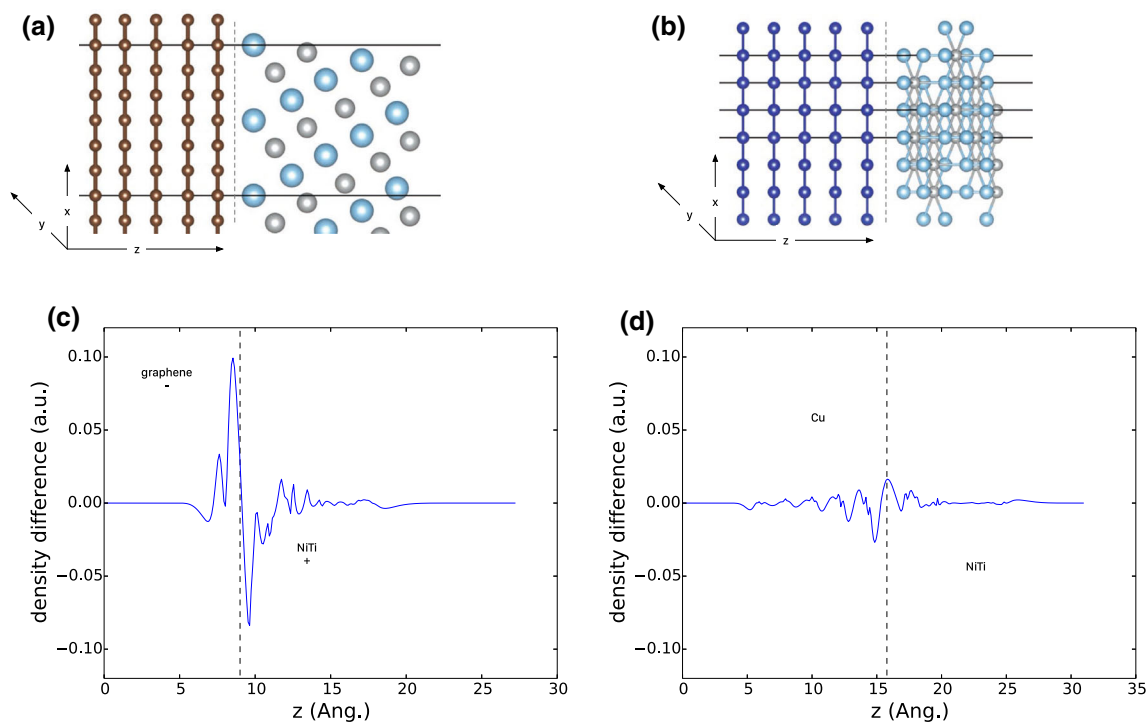 (a)
x
y
z
(b)
x
y
z
(c)
density difference (a.u.)
0.10
0.05
0.00
−0.05
−0.10
graphene
-
NiTi
+
0
5
10
15
20
25
30
z (Ang.)
(d)
density difference (a.u.)
0.10
0.05
0.00
−0.05
−0.10
Cu
NiTi
0
5
10
15
20
25
30
35
z (Ang.)